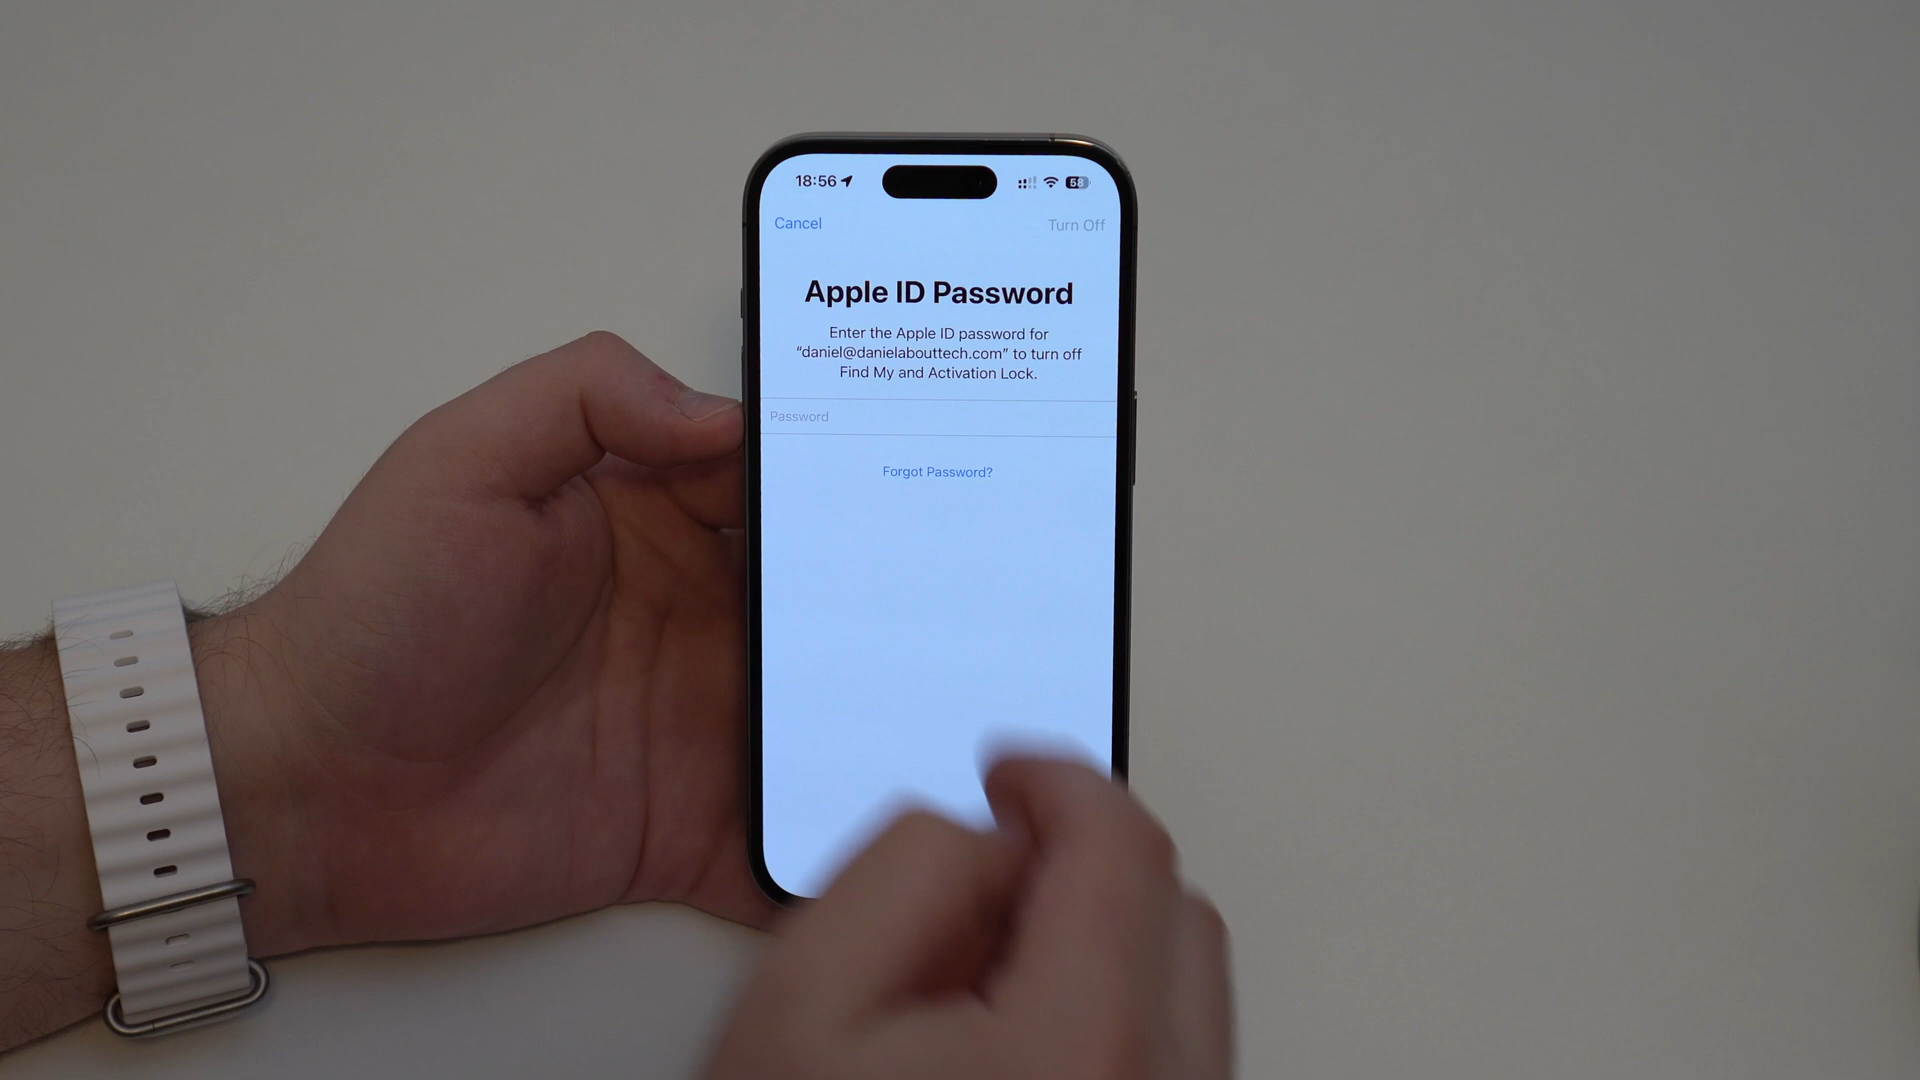 18:56
58
Cancel
Turn Off
Apple ID Password
Enter the Apple ID password for
“daniel@danielabouttech.com” to turn off
Find My and Activation Lock.
Password
Forgot Password?